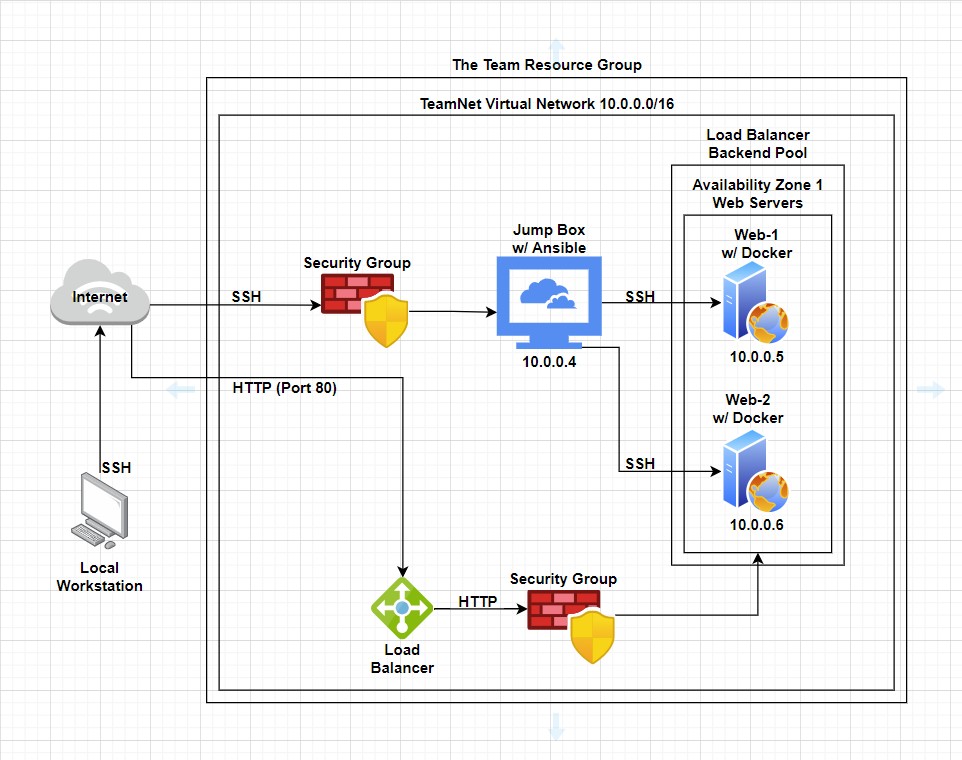 The Team Resource Group
TeamNet Virtual Network 10.0.0.0/16
Load Balancer
Backend Pool
Availability Zone 1
Web Servers
Jump Box
w/ Ansible
Web-1
w/ Docker
Security Group
Internet
SSH
SSH
10.0.0.5
10.0.0.4
HTTP (Port 80)
Web-2
w/ Docker
SSH
SSH
10.0.0.6
Local
Workstation
Security Group
HTTP
Load
Balancer